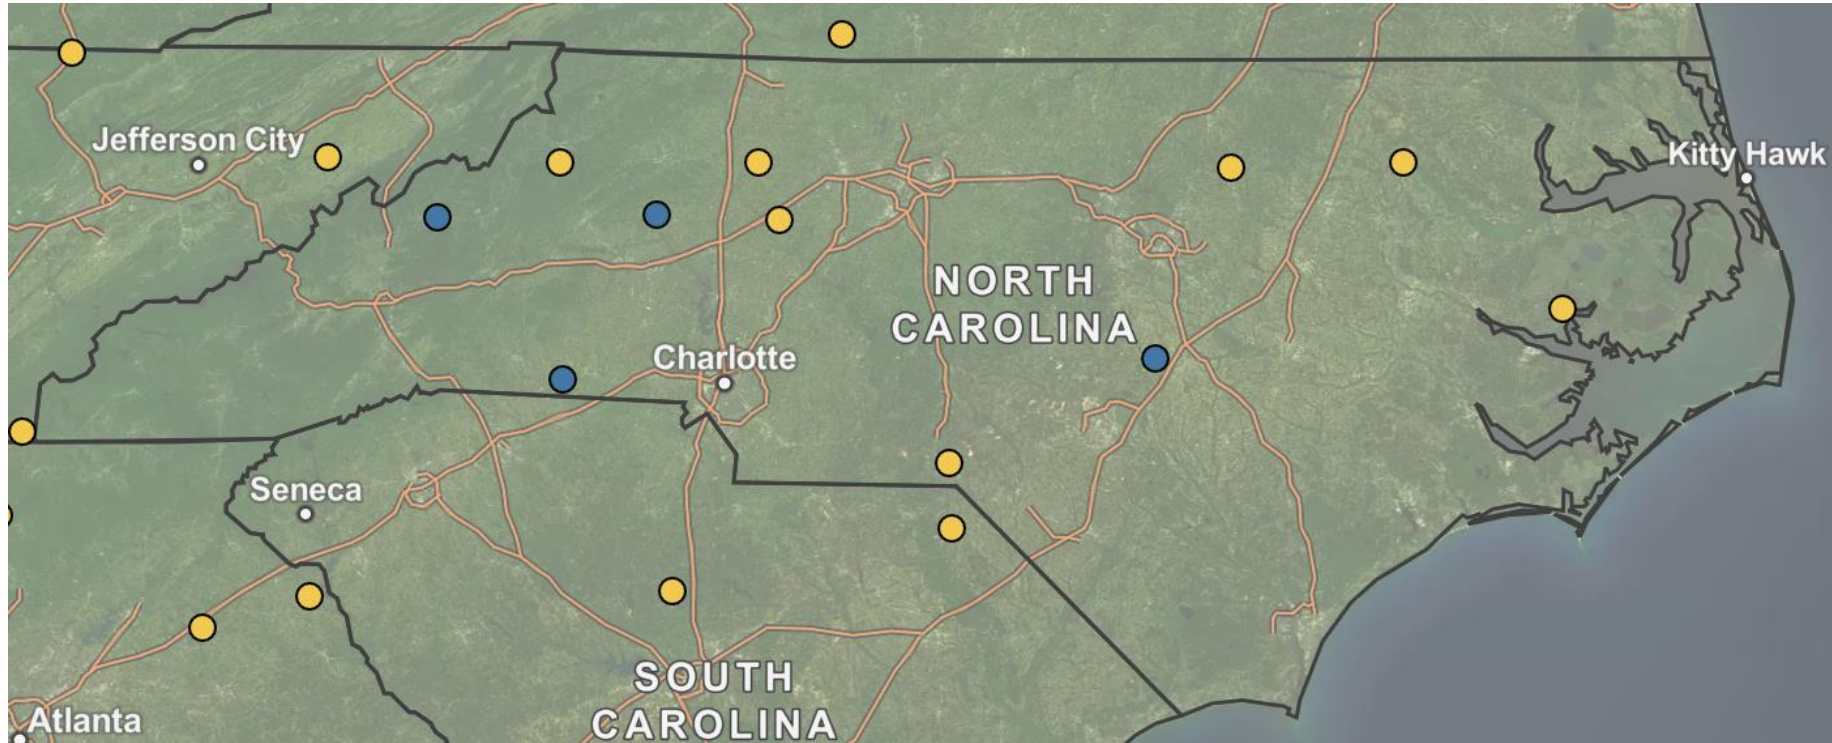 Jefferson City
Kitty Hawk
NORTH
CAROLINA
Charlotte
Seneca
SOUTH
CAROLINA
Atlanta